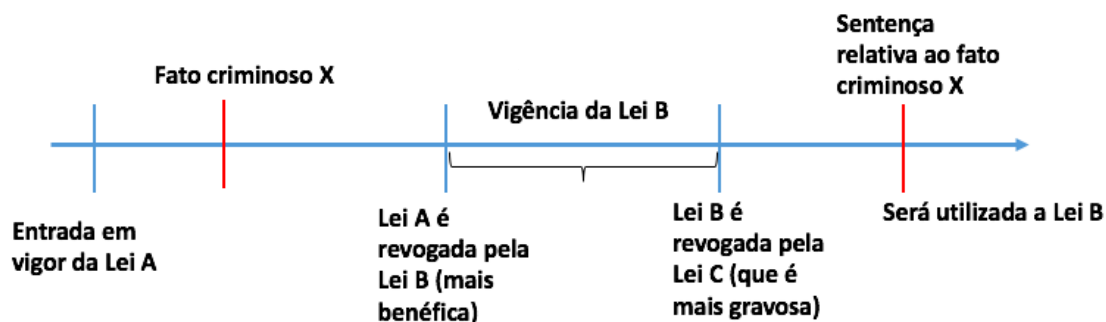 Sentença
relativa ao fato
criminoso X
Fato criminoso X
Vigência da Lei B
Entrada em
vigor da Lei A
Lei A é
revogada pela
Lei B (mais
benéfica)
Lei B é
revogada pela
Lei C (que é
mais gravosa)
Será utilizada a Lei B